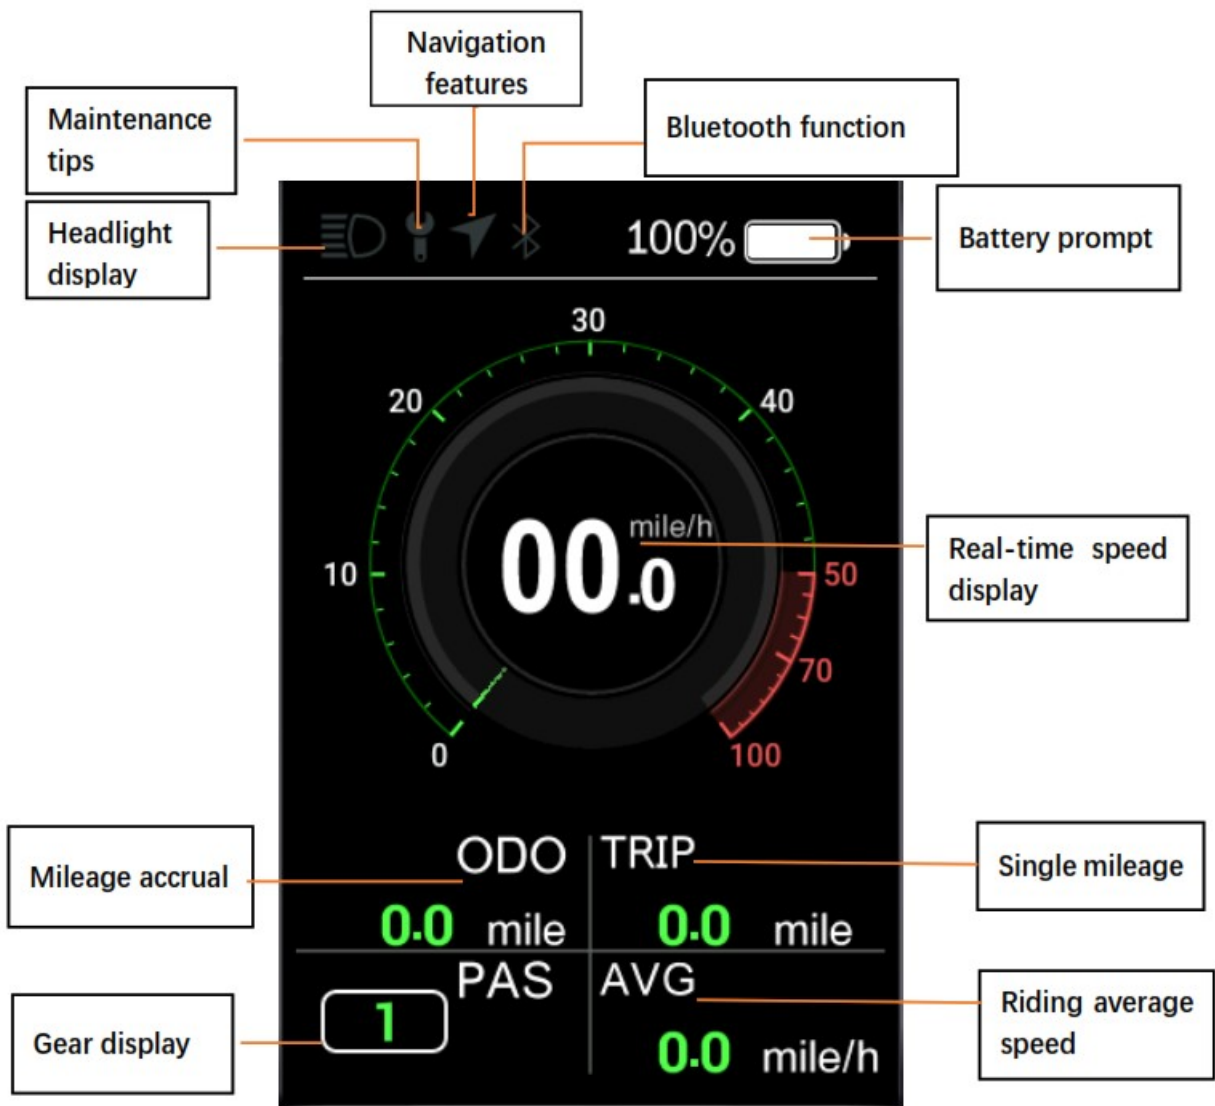 Navigation
features
Maintenance
tips
Bluetooth function
Headlight
display
100%
Battery prompt
30
20
40
mile/h
00.0
Real-time speed
display
10
50
70
0
100
ODO
TRIP
Mileage accrual
Single mileage
0.0 mile
0.0 mile
PAS
AVG
1
Gear display
Riding average
speed
0.0 mile/h